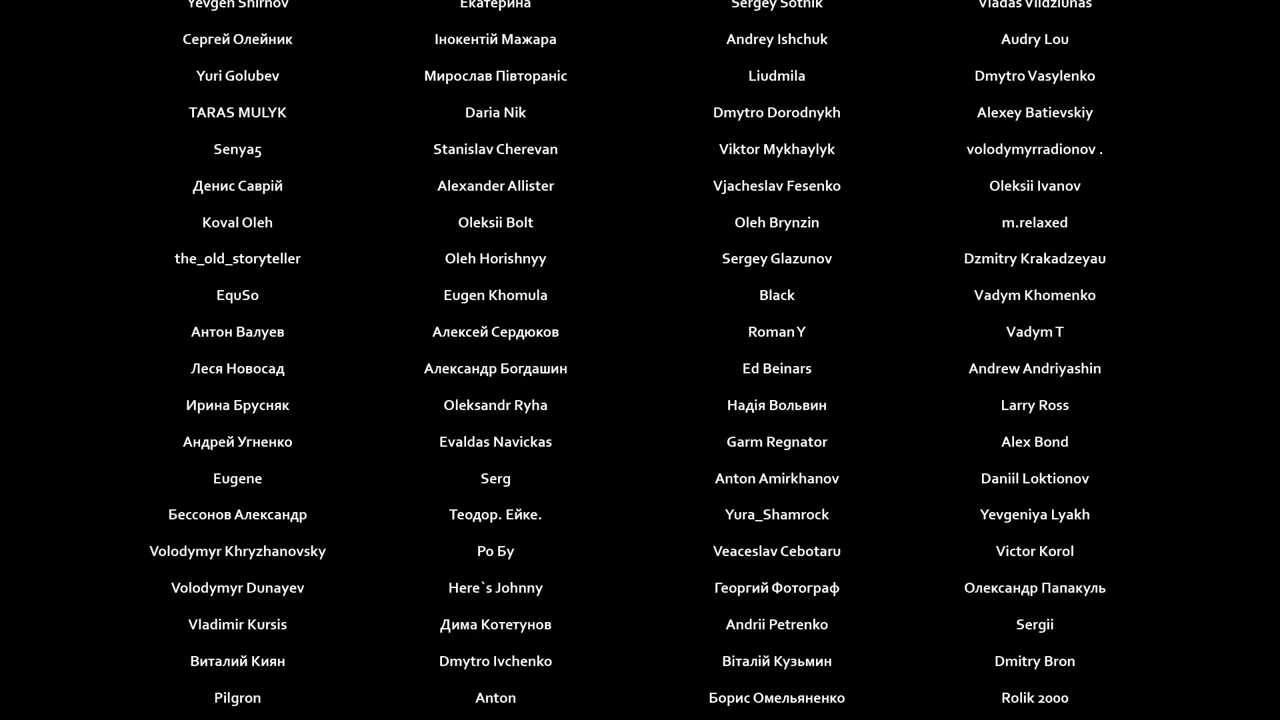 Yevgen Smirnov Екатерина Sergey Sotnik Vladas Vildziunas
Сергей Олейник Інокентій Мажара Andrey Ishchuk Audry Lou
Yuri Golubev Мирослав Півтораніс Liudmila Dmytro Vasylenko
TARAS MULYK Daria Nik Dmytro Dorodnykh Alexey Batievskiy
Senya5 Stanislav Cherevan Viktor Mykhaylyk volodymyrradionov .
Денис Саврій Alexander Allister Vjacheslav Fesenko Oleksii Ivanov
Koval Oleh Oleksii Bolt Oleh Brynzin m.relaxed
the_old_storyteller Oleh Horishnyy Sergey Glazunov Dzmitry Krakadzeyau
EquSo Eugen Khomula Black Vadym Khomenko
Антон Валуев Алексей Сердюков Roman Y Vadym T
Леся Новосад Александр Богдашин Ed Beinars Andrew Andriyashin
Ирина Брусняк Oleksandr Ryha Надія Вольвин Larry Ross
Андрей Угненко Evaldas Navickas Garm Regnator Alex Bond
Eugene Serg Anton Amirkhanov Daniil Loktionov
Бессонов Александр Теодор. Ейке. Yura_Shamrock Yevgeniya Lyakh
Volodymyr Khryzhanovsky Ро Бу Veaceslav Cebotaru Victor Korol
Volodymyr Dunayev Here`s Johnny Георгий Фотограф Олександр Папакуль
Vladimir Kursis Дима Котетунов Andrii Petrenko Sergii
Виталий Киян Dmytro Ivchenko Віталій Кузьмин Dmitry Bron
Pilgron Anton Борис Омельяненко Rolik 2000